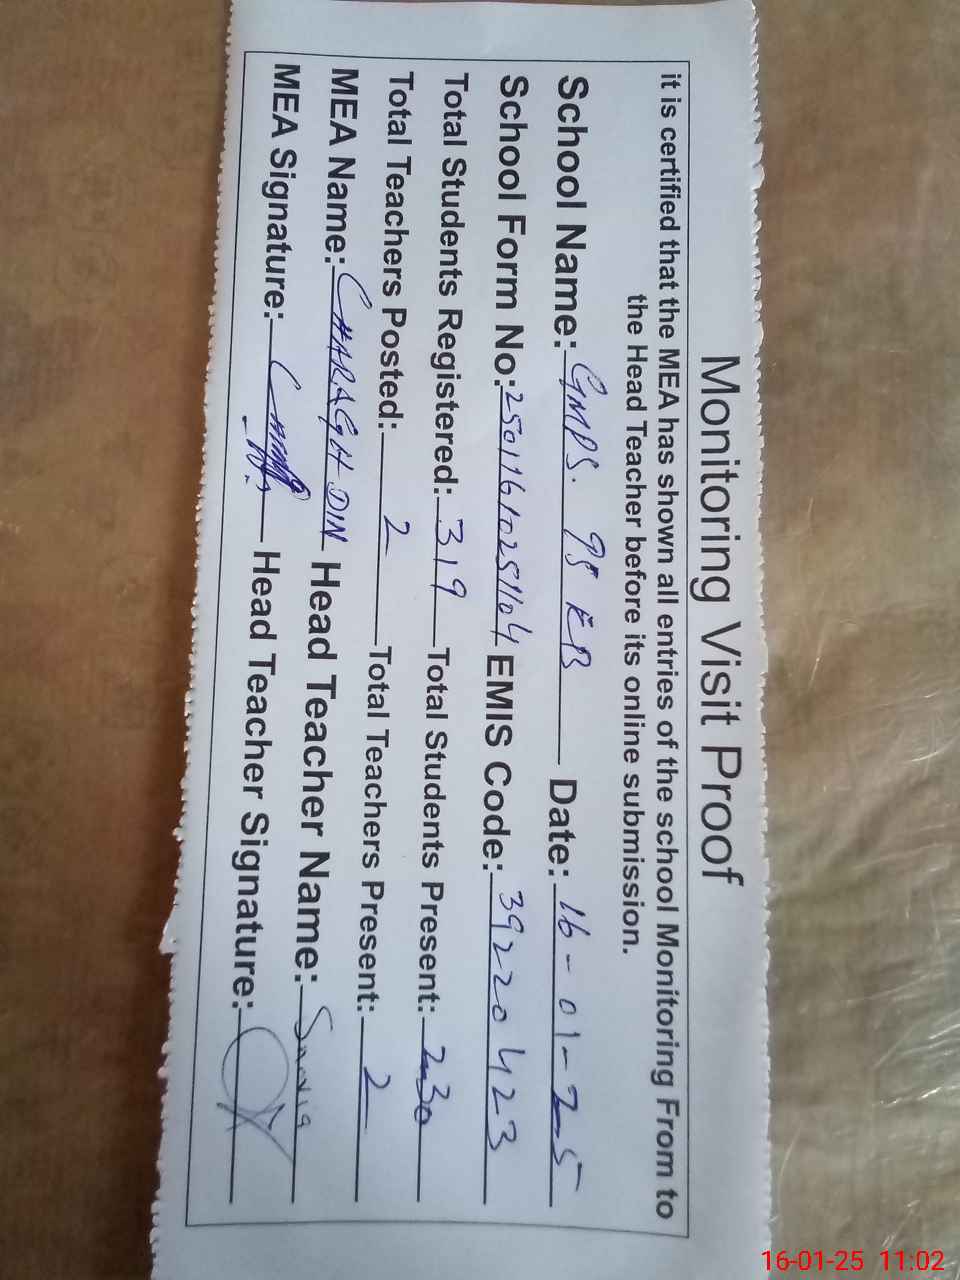 Monitoring Visit Proof
it is certified that the MEA has shown all entries of the school Monitoring From to
the Head Teacher before its online submission.
School Name: GMPS. 95 EB Date: 16-01-25
School Form No: 25011610251104 EMIS Code: 39220423
Total Students Registered: 319 Total Students Present: 230
Total Teachers Posted: 2 Total Teachers Present: 2
MEA Name: CHARAGH DIN Head Teacher Name: Sadia
MEA Signature: Head Teacher Signature:
16-01-25 11:02